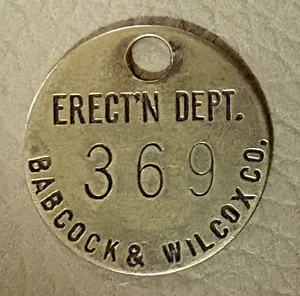 ERECT'N DEPT.
369
BABCOCK & WILCOX CO.